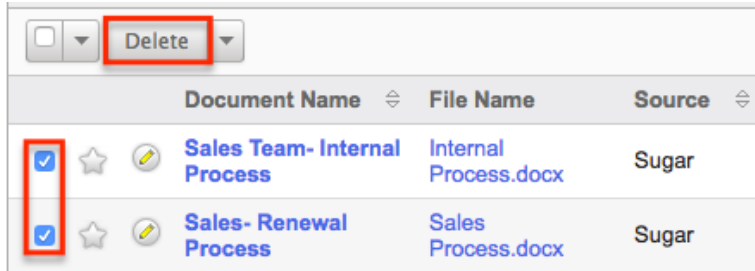 Delete
Document Name File Name Source
Sales Team- Internal Internal
Process Process.docx Sugar
Sales- Renewal Sales
Process Process.docx Sugar